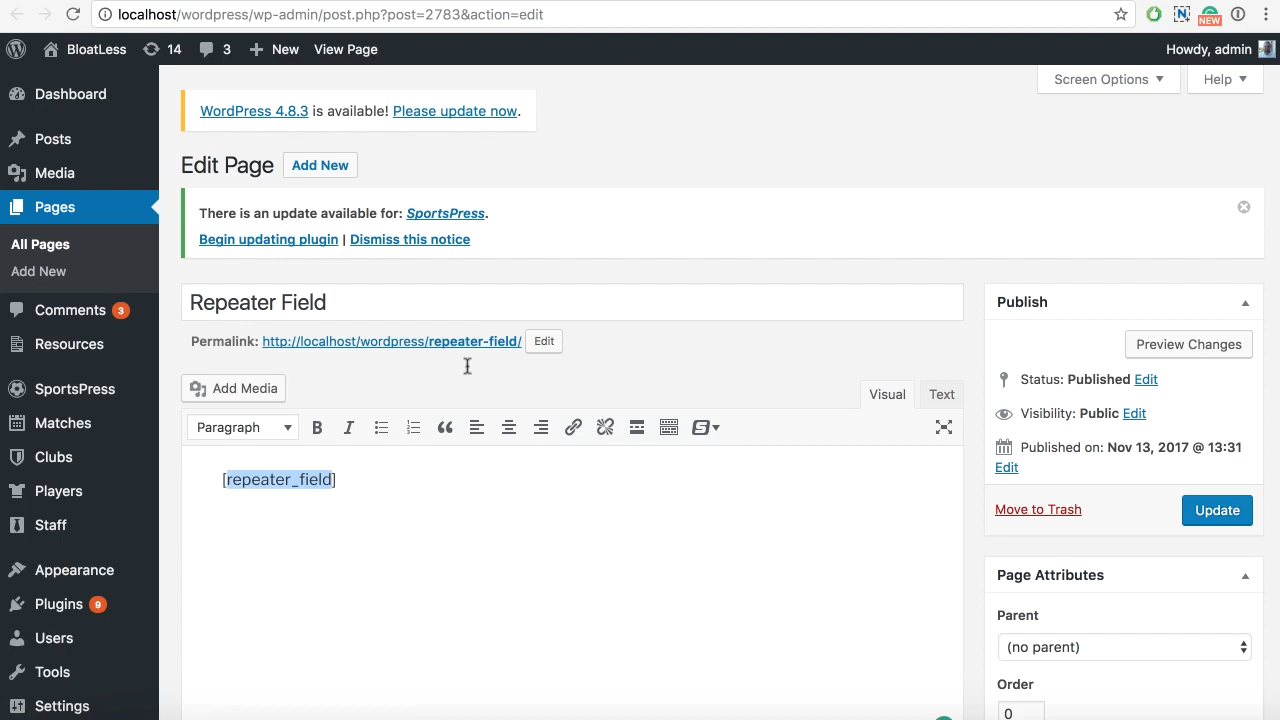 localhost/wordpress/wp-admin/post.php?post=2783&action=edit
N
NEW
BloatLess 14 3 New View Page Howdy, admin
Screen Options Help
Dashboard
Posts
Media
Pages
All Pages
Add New
Comments 3
Resources
SportsPress
Matches
Clubs
Players
Staff
Appearance
Plugins 9
Users
Tools
Settings
WordPress 4.8.3 is available! Please update now.
Edit Page Add New
There is an update available for: SportsPress.
Begin updating plugin | Dismiss this notice
Repeater Field
Permalink: http://localhost/wordpress/repeater-field/ Edit
Add Media
Visual Text
Paragraph B I
[repeater_field]
Publish
Preview Changes
Status: Published Edit
Visibility: Public Edit
Published on: Nov 13, 2017 @ 13:31
Edit
Move to Trash Update
Page Attributes
Parent
(no parent)
Order
0